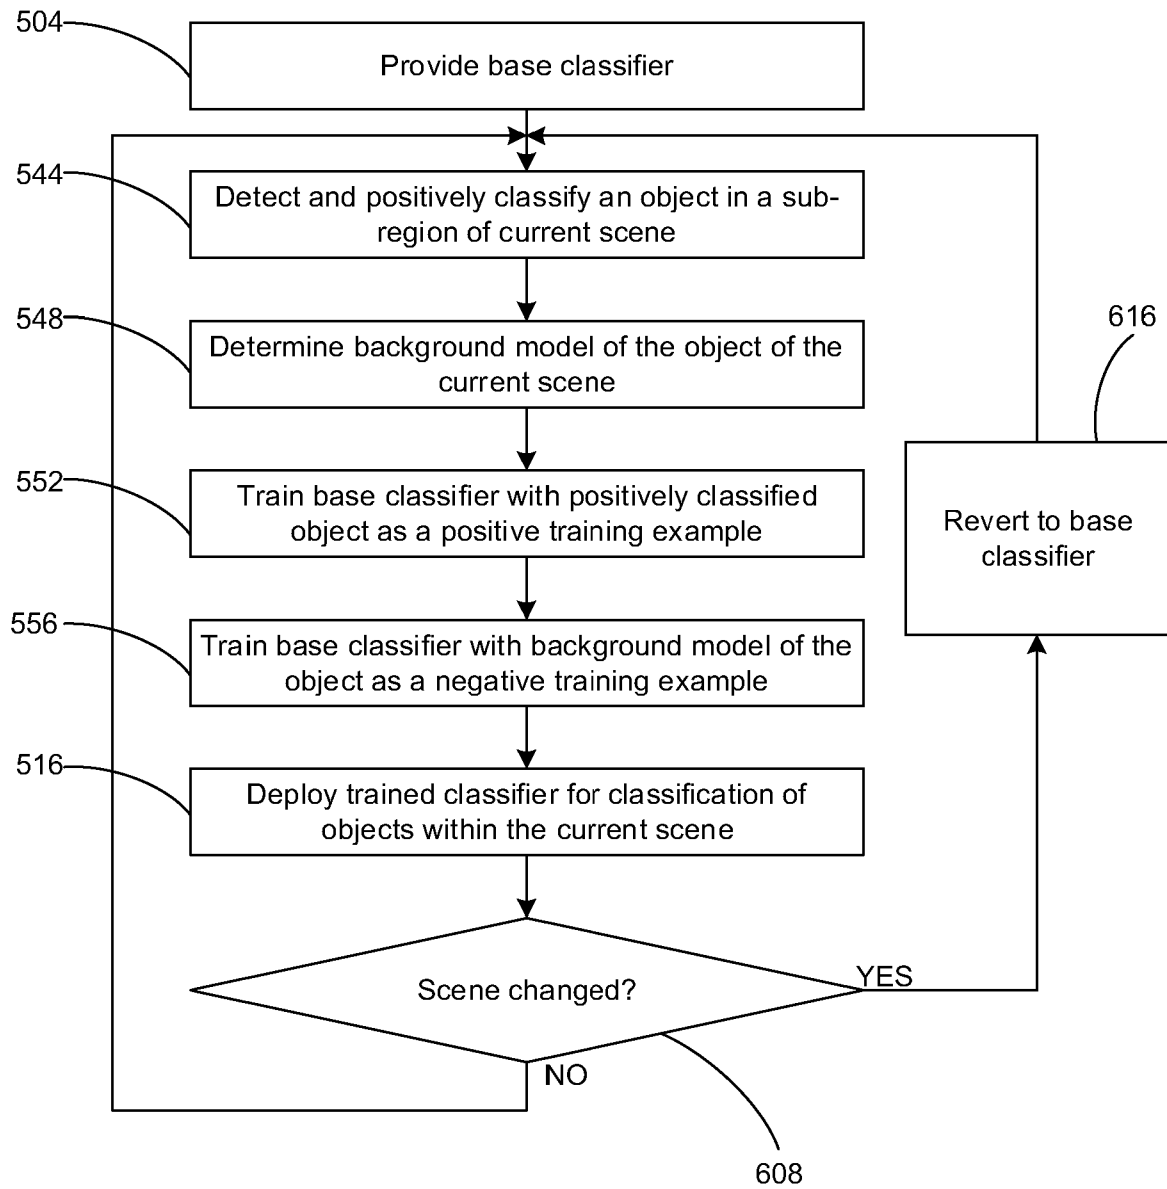 504
Provide base classifier
544
Detect and positively classify an object in a sub-
region of current scene
548
Determine background model of the object of the
current scene
616
552
Train base classifier with positively classified
object as a positive training example
Revert to base
classifier
556
Train base classifier with background model of the
object as a negative training example
516
Deploy trained classifier for classification of
objects within the current scene
Scene changed?
YES
NO
608